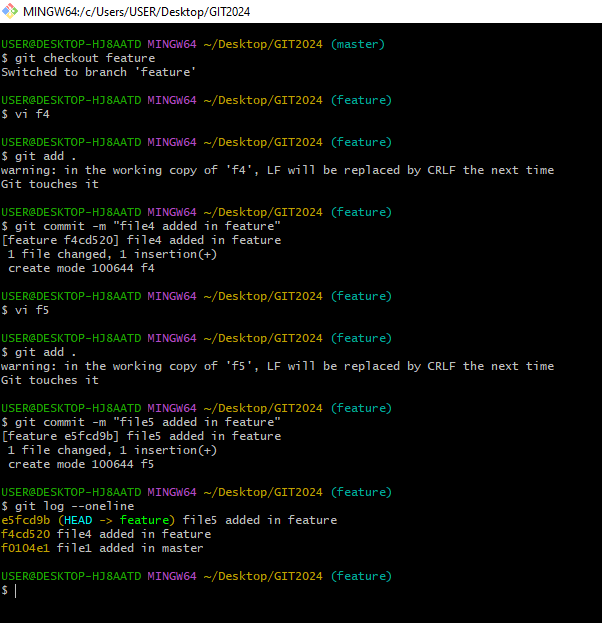 MINGW64:/c/Users/USER/Desktop/GIT2024
USER@DESKTOP-HJ8AATD MINGW64 ~/Desktop/GIT2024 (master)
$ git checkout feature
Switched to branch 'feature'
USER@DESKTOP-HJ8AATD MINGW64 ~/Desktop/GIT2024 (feature)
$ vi f4
USER@DESKTOP-HJ8AATD MINGW64 ~/Desktop/GIT2024 (feature)
$ git add .
warning: in the working copy of 'f4', LF will be replaced by CRLF the next time
Git touches it
USER@DESKTOP-HJ8AATD MINGW64 ~/Desktop/GIT2024 (feature)
$ git commit -m "file4 added in feature"
[feature f4cd520] file4 added in feature
 1 file changed, 1 insertion(+)
 create mode 100644 f4
USER@DESKTOP-HJ8AATD MINGW64 ~/Desktop/GIT2024 (feature)
$ vi f5
USER@DESKTOP-HJ8AATD MINGW64 ~/Desktop/GIT2024 (feature)
$ git add .
warning: in the working copy of 'f5', LF will be replaced by CRLF the next time
Git touches it
USER@DESKTOP-HJ8AATD MINGW64 ~/Desktop/GIT2024 (feature)
$ git commit -m "file5 added in feature"
[feature e5fcd9b] file5 added in feature
 1 file changed, 1 insertion(+)
 create mode 100644 f5
USER@DESKTOP-HJ8AATD MINGW64 ~/Desktop/GIT2024 (feature)
$ git log --oneline
e5fcd9b (HEAD -> feature) file5 added in feature
f4cd520 file4 added in feature
f0104e1 file1 added in master
USER@DESKTOP-HJ8AATD MINGW64 ~/Desktop/GIT2024 (feature)
$